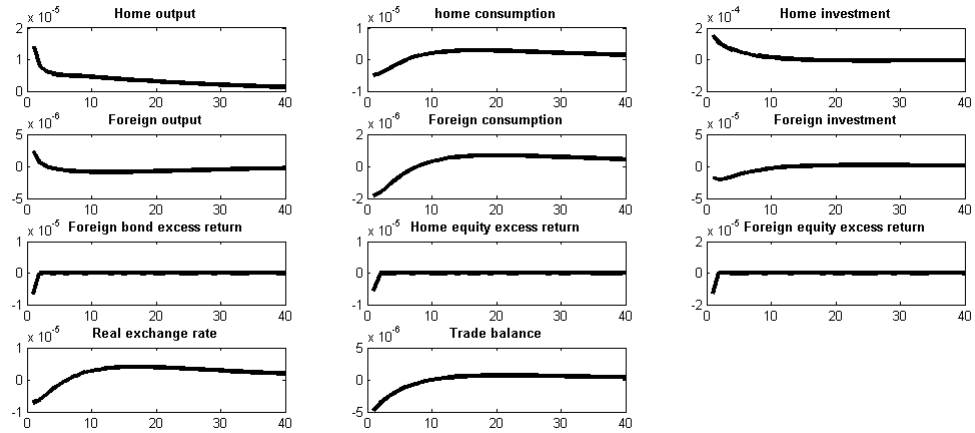 Home output
x 10^-5
2
1
0
0 10 20 30 40
home consumption
x 10^-5
1
0
-1
0 10 20 30 40
Home investment
x 10^-4
2
0
-2
0 10 20 30 40
Foreign output
x 10^-6
5
0
-5
0 10 20 30 40
Foreign consumption
x 10^-6
2
0
-2
0 10 20 30 40
Foreign investment
x 10^-5
5
0
-5
0 10 20 30 40
Foreign bond excess return
x 10^-5
1
0
-1
0 10 20 30 40
Home equity excess return
x 10^-5
1
0
-1
0 10 20 30 40
Foreign equity excess return
x 10^-5
2
0
-2
0 10 20 30 40
Real exchange rate
x 10^-5
1
0
-1
0 10 20 30 40
Trade balance
x 10^-6
5
0
-5
0 10 20 30 40